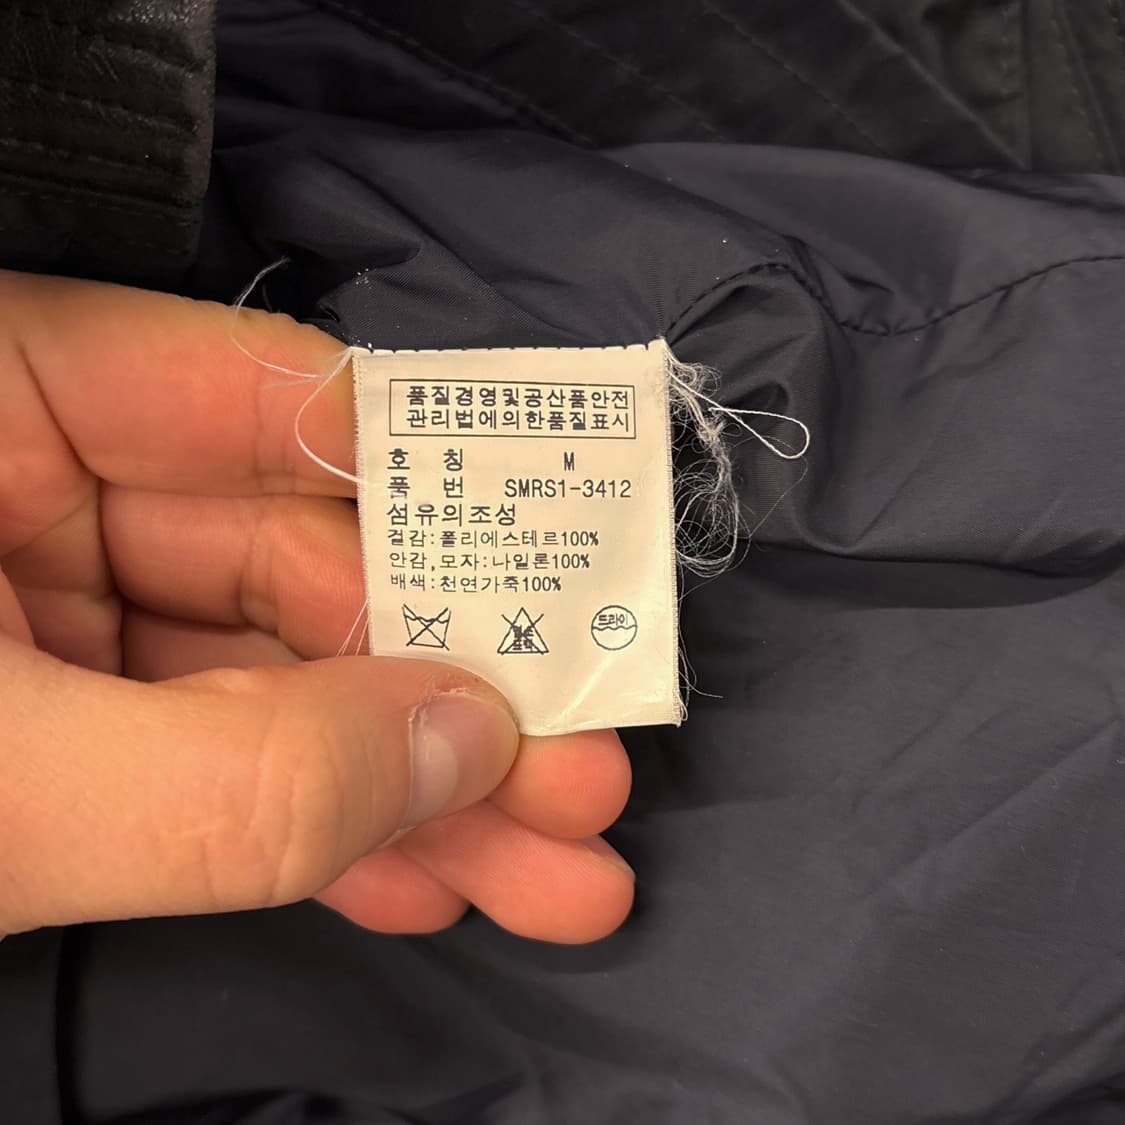 품질경영및공산품안전
관리법에의한품질표시
호 칭 M
품 번 SMRS1-3412
섬유의조성
겉감:폴리에스테르100%
안감,모자:나일론100%
배색:천연가죽100%
드라이